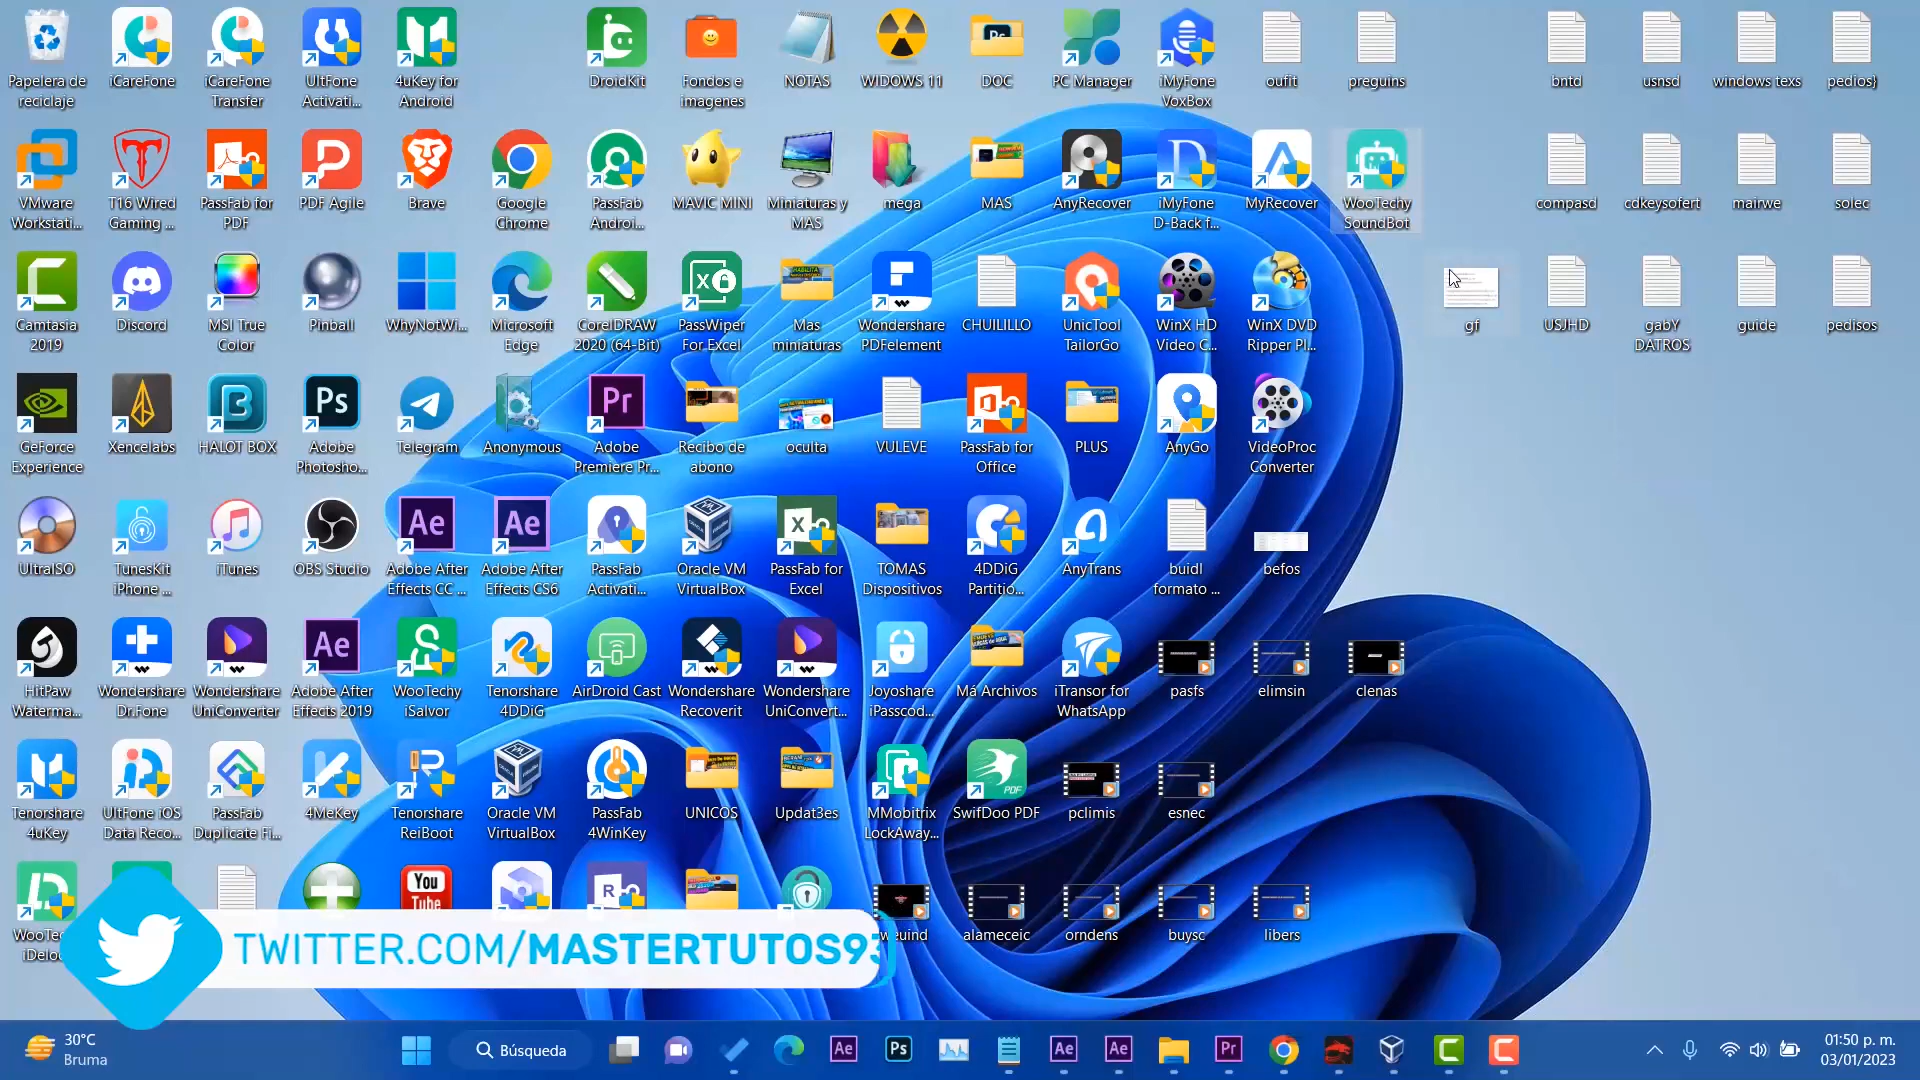 Papelera de reciclaje
iCareFone
iCareFone Transfer
UltFone Activati...
4uKey for Android
DroidKit
Fondos e imagenes
NOTAS
WIDOWS 11
DOC
PC Manager
iMyFone VoxBox
oufit
preguins
bntd
usnsd
windows texs
pedios}
VMware Workstati...
T16 Wired Gaming ...
PassFab for PDF
PDF Agile
Brave
Google Chrome
PassFab Androi...
MAVIC MINI
Miniaturas y MAS
mega
MAS
AnyRecover
iMyFone D-Back f...
MyRecover
WooTechy SoundBot
compasd
cdkeysofert
mairwe
solec
Camtasia 2019
Discord
MSI True Color
Pinball
WhyNotWi...
Microsoft Edge
CorelDRAW 2020 (64-Bit)
PassWiper For Excel
Mas miniaturas
Wondershare PDFelement
CHUILILLO
UnicTool TailorGo
WinX HD Video C...
WinX DVD Ripper Pl...
gf
USJHD
gabY DATROS
guide
pedisos
GeForce Experience
Xencelabs
HALOT BOX
Adobe Photosho...
Telegram
Anonymous
Adobe Premiere Pr...
Recibo de abono
oculta
VULEVE
PassFab for Office
PLUS
AnyGo
VideoProc Converter
UltraISO
TunesKit iPhone ...
iTunes
OBS Studio
Adobe After Effects CC ...
Adobe After Effects CS6
PassFab Activati...
Oracle VM VirtualBox
PassFab for Excel
TOMAS Dispositivos
4DDiG Partitio...
AnyTrans
buidl formato ...
befos
HitPaw Waterma...
Wondershare Dr.Fone
Wondershare UniConverter
Adobe After Effects 2019
WooTechy iSalvor
Tenorshare 4DDiG
AirDroid Cast
Wondershare Recoverit
Wondershare UniConvert...
Joyoshare iPasscod...
Má Archivos
iTransor for WhatsApp
pasfs
elimsin
clenas
Tenorshare 4uKey
UltFone iOS Data Reco...
PassFab Duplicate Fi...
4MeKey
Tenorshare ReiBoot
Oracle VM VirtualBox
PassFab 4WinKey
UNICOS
Updat3es
MMobitrix LockAway...
SwifDoo PDF
pclimis
esnec
You Tube
alameceic
orndens
buysc
libers
TWITTER.COM/MASTERTUTOS93
30°C
Bruma
Búsqueda
01:50 p. m.
03/01/2023